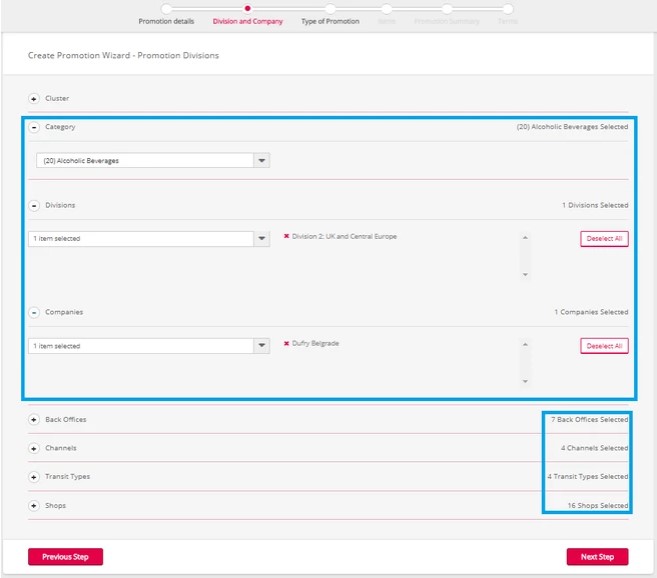 Promotion details
Division and Company
Type of Promotion
Items
Promotion Summary
Terms
Create Promotion Wizard - Promotion Divisions
Cluster
Category
(20) Alcoholic Beverages Selected
(20) Alcoholic Beverages
Divisions
1 Divisions Selected
1 item selected
Division 2: UK and Central Europe
Deselect All
Companies
1 Companies Selected
1 item selected
Dufry Belgrade
Deselect All
Back Offices
7 Back Offices Selected
Channels
4 Channels Selected
Transit Types
4 Transit Types Selected
Shops
16 Shops Selected
Previous Step
Next Step